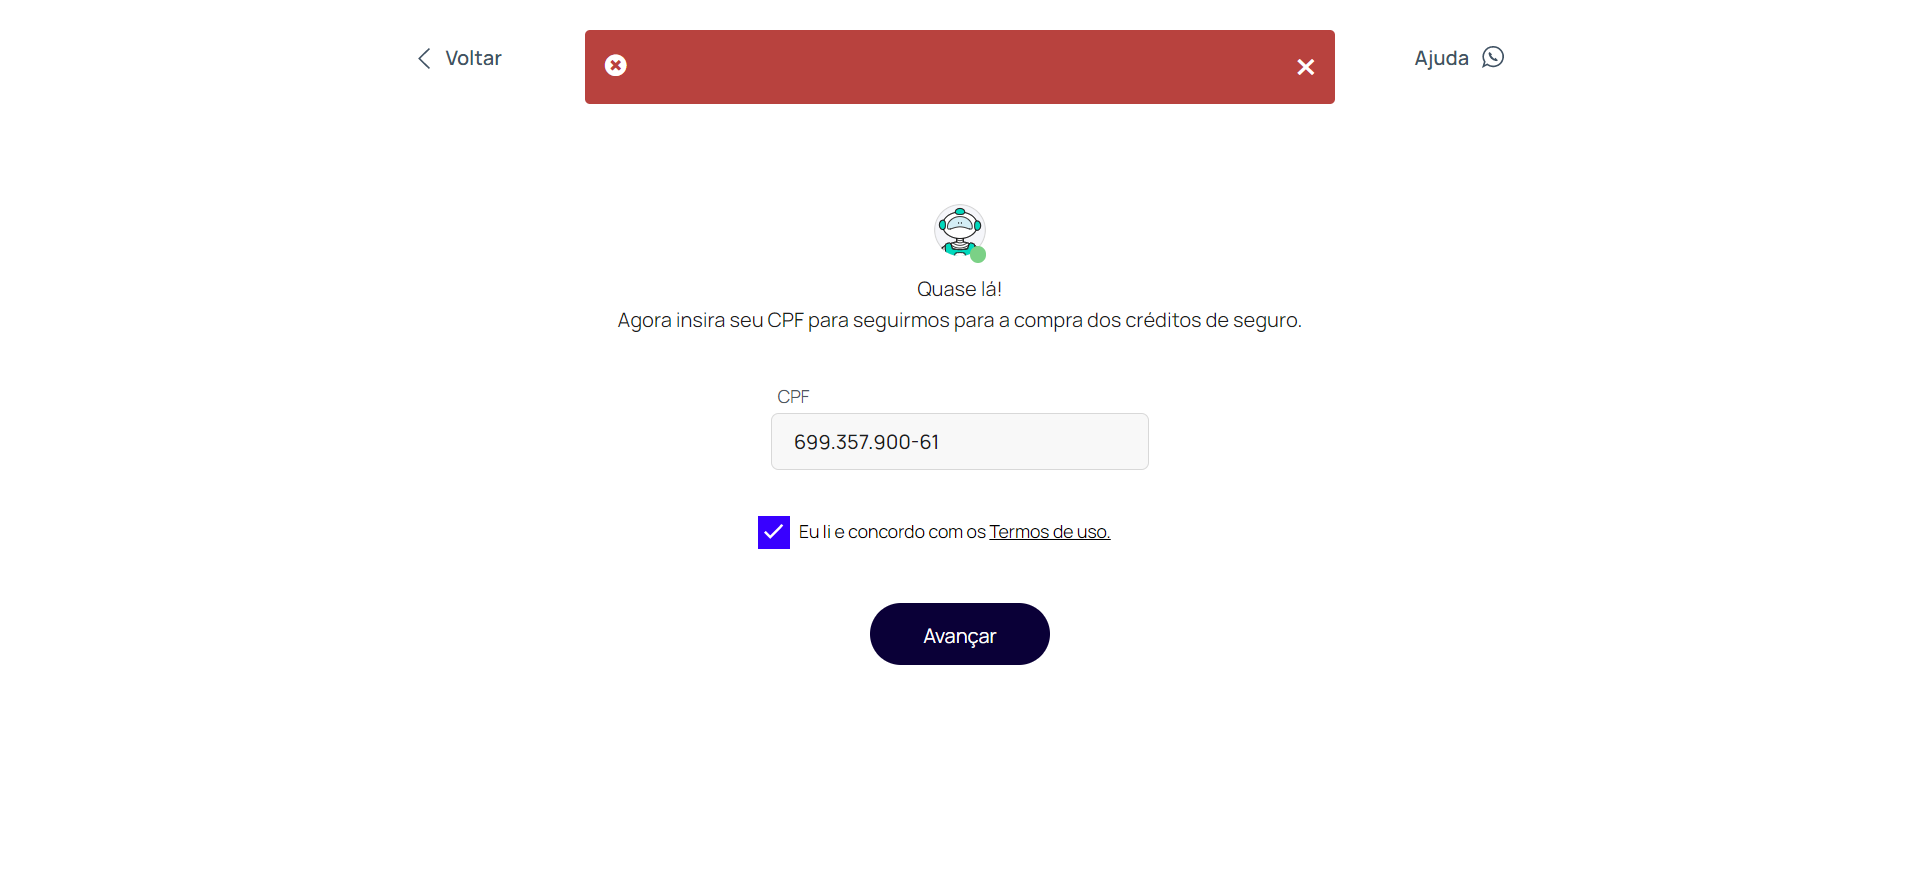 Voltar
Ajuda
Quase lá!
Agora insira seu CPF para seguirmos para a compra dos créditos de seguro.
CPF
699.357.900-61
Eu li e concordo com os Termos de uso.
Avançar